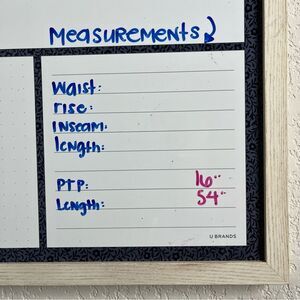 Measurements
Waist:
rise:
Inseam:
length:
PTP: 16"
Length: 54"
U BRANDS